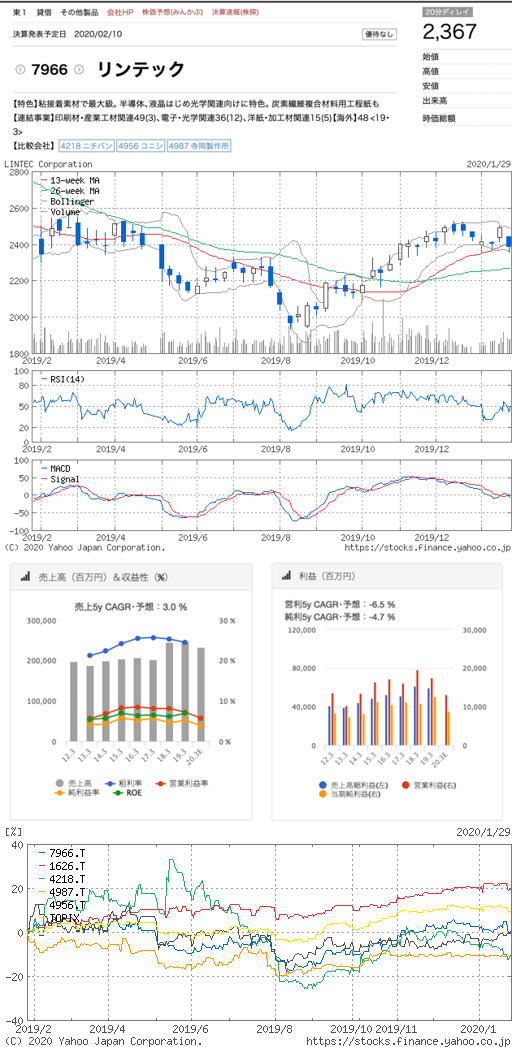 東1 貸借 その他製品 会社HP 株価予想(みんかぶ) 決算速報(株探)
20分ディレイ
決算発表予定日 2020/02/10
優待なし
2,367
7966 リンテック
始値
高値
安値
出来高
時価総額
【特色】粘接着素材で最大級。半導体、液晶はじめ光学関連向けに特色。炭素繊維複合材料用工程紙も
【連結事業】印刷材・産業工材関連49(3)、電子・光学関連36(12)、洋紙・加工材関連15(5)【海外】48 <19・
3>
【比較会社】 4218 ニチバン 4956 コニシ 4987 寺岡製作所
LINTEC Corporation 2020/1/29
2800
2600
2400
2200
2000
1800
13-week MA
26-week MA
Bollinger
Volume
2019/2 2019/4 2019/6 2019/8 2019/10 2019/12
100
50
0
RSI(14)
2019/2 2019/4 2019/6 2019/8 2019/10 2019/12
100
50
0
-50
-100
MACD
Signal
2019/2 2019/4 2019/6 2019/8 2019/10 2019/12
(C) 2020 Yahoo Japan Corporation. https://stocks.finance.yahoo.co.jp
売上高（百万円）＆収益性（%）
売上5y CAGR・予想：3.0 %
300,000
200,000
100,000
0
30 %
20 %
10 %
0 %
12.3 13.3 14.3 15.3 16.3 17.3 18.3 19.3 20.3E
売上高 粗利率 営業利益率
純利益率 ROE
利益（百万円）
営利5y CAGR・予想：-6.5 %
純利5y CAGR・予想：-4.7 %
120,000
80,000
40,000
0
30,000
20,000
10,000
0
12.3 13.3 14.3 15.3 16.3 17.3 18.3 19.3 20.3E
売上高総利益(左) 営業利益(右)
当期純利益(右)
[%] 2020/1/29
40
20
0
-20
-40
7966.T
1626.T
4218.T
4987.T
4956.T
TOPIX
2019/2 2019/4 2019/6 2019/8 2019/10 2019/11 2020/1
(C) 2020 Yahoo Japan Corporation. https://stocks.finance.yahoo.co.jp